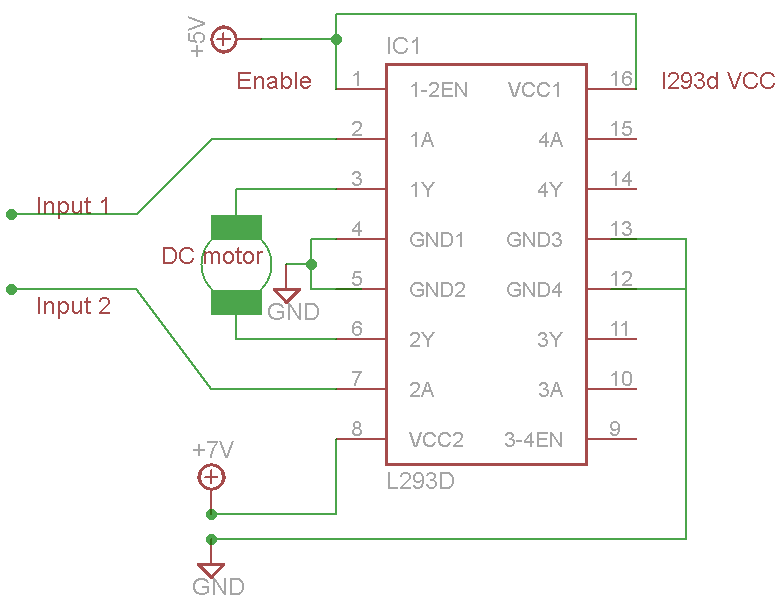 +5V
IC1
Enable
1
1-2EN
VCC1
16
I293d VCC
2
1A
4A
15
3
1Y
4Y
14
Input 1
4
GND1
GND3
13
DC motor
5
GND2
GND4
12
Input 2
GND
6
2Y
3Y
11
7
2A
3A
10
8
VCC2
3-4EN
9
+7V
L293D
GND